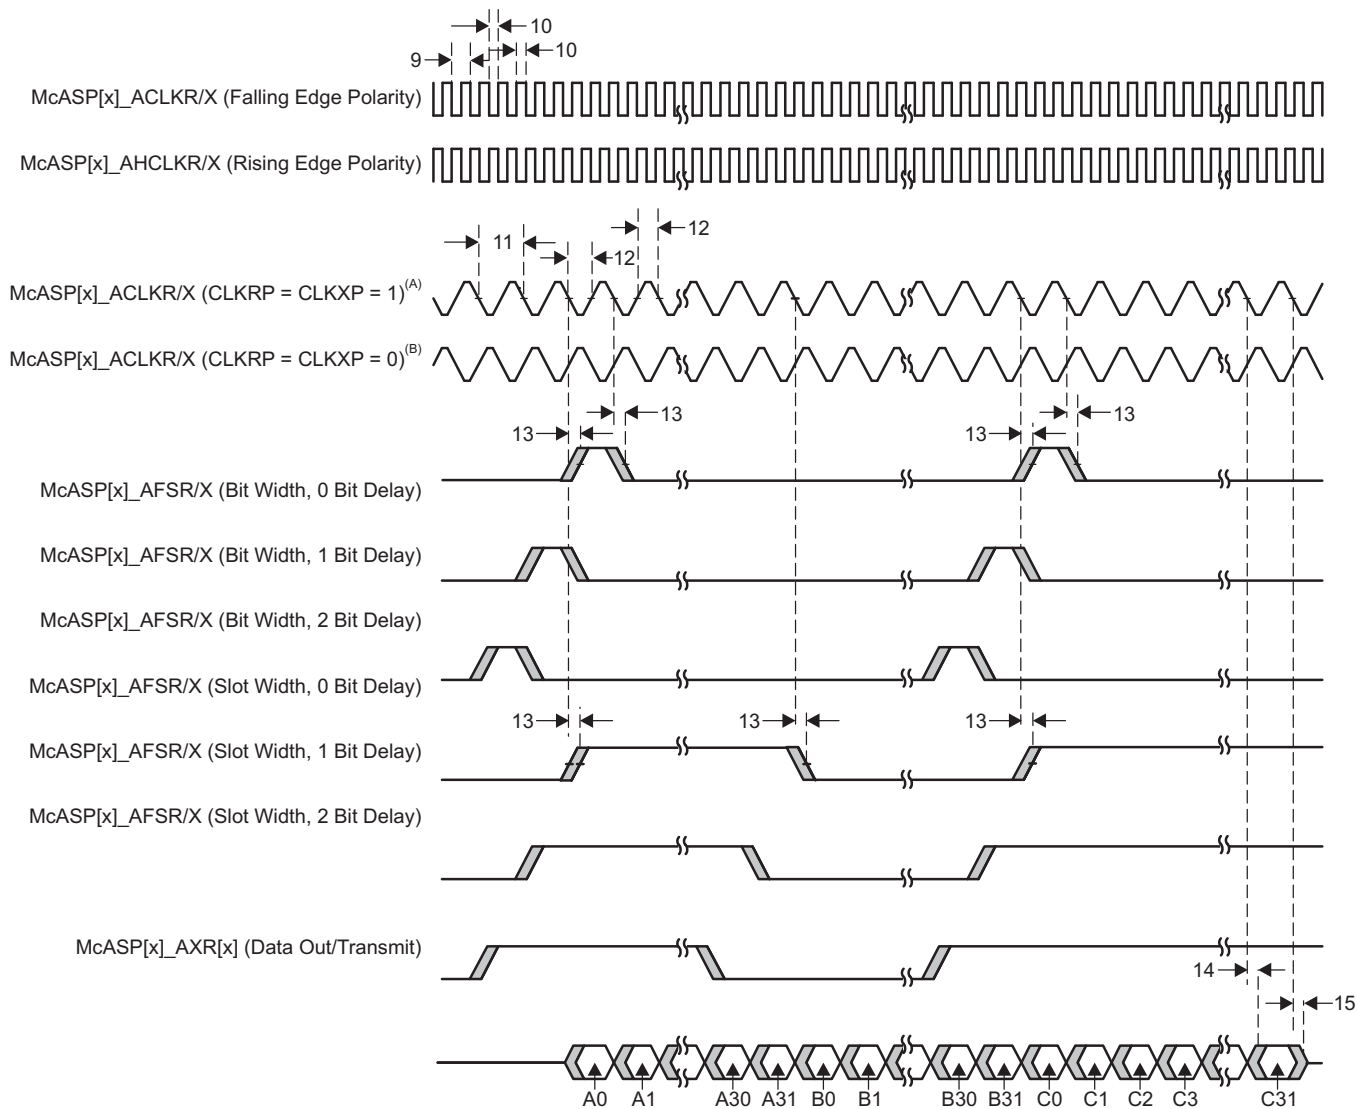 10
9
10
McASP[x]_ACLKR/X (Falling Edge Polarity)
McASP[x]_AHCLKR/X (Rising Edge Polarity)
12
11
12
McASP[x]_ACLKR/X (CLKRP = CLKXP = 1)(A)
McASP[x]_ACLKR/X (CLKRP = CLKXP = 0)(B)
13
13
13
13
McASP[x]_AFSR/X (Bit Width, 0 Bit Delay)
McASP[x]_AFSR/X (Bit Width, 1 Bit Delay)
McASP[x]_AFSR/X (Bit Width, 2 Bit Delay)
McASP[x]_AFSR/X (Slot Width, 0 Bit Delay)
13
13
13
McASP[x]_AFSR/X (Slot Width, 1 Bit Delay)
McASP[x]_AFSR/X (Slot Width, 2 Bit Delay)
McASP[x]_AXR[x] (Data Out/Transmit)
14
15
A0 A1 A30 A31 B0 B1 B30 B31 C0 C1 C2 C3 C31